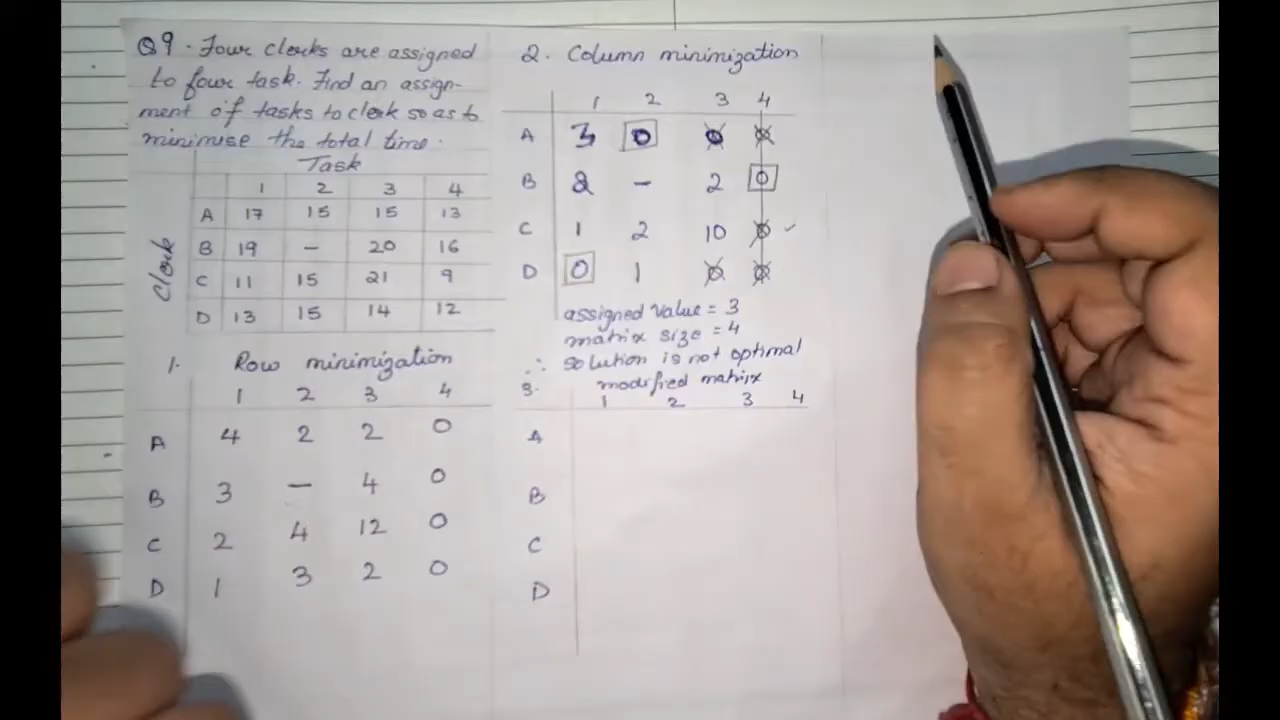 Q9. Four clerks are assigned
to four task. Find an assign-
ment of tasks to clerk so as to
minimise the total time.
Task
Clerk
1 2 3 4
A 17 15 15 13
B 19 - 20 16
C 11 15 21 9
D 13 15 14 12
1. Row minimization
1 2 3 4
A 4 2 2 0
B 3 - 4 0
C 2 4 12 0
D 1 3 2 0
2. Column minimization
1 2 3 4
A 3 0 0 0
B 2 - 2 0
C 1 2 10 0 ✓
D 0 1 0 0
assigned value = 3
matrix size = 4
∴ solution is not optimal
3. modified matrix
1 2 3 4
A
B
C
D